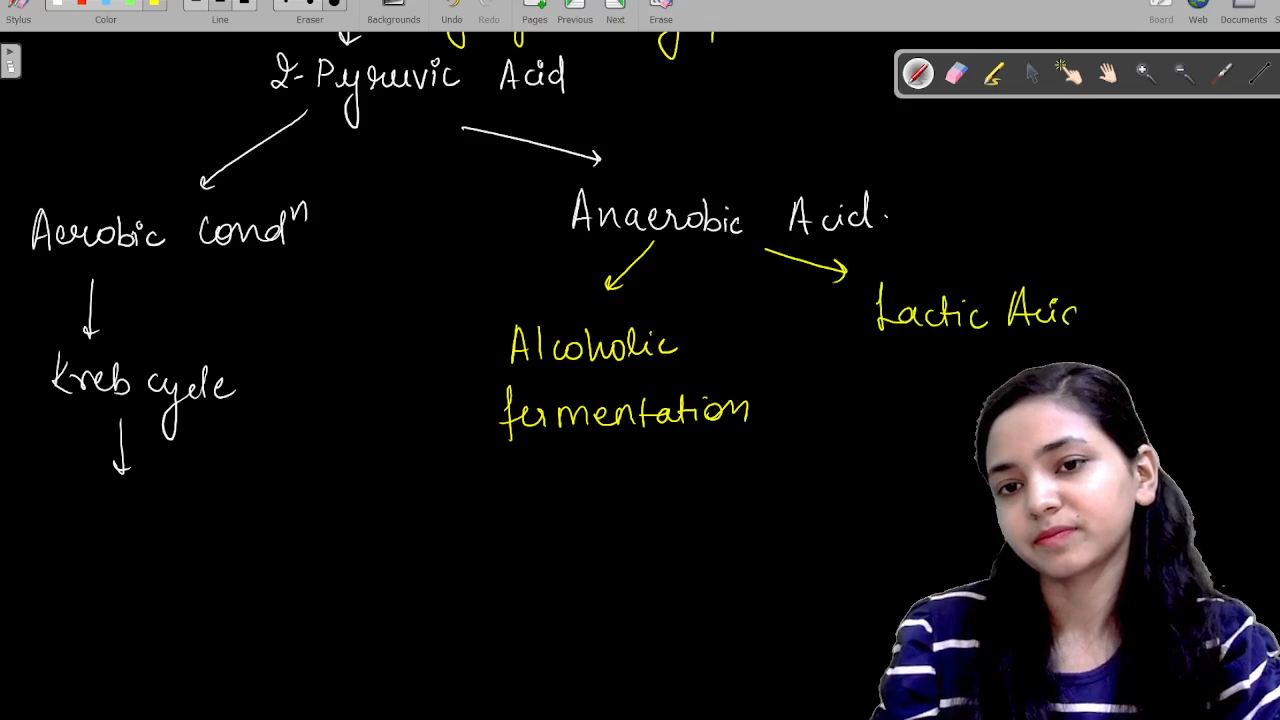 Stylus Color Line Eraser Backgrounds Undo Redo Pages Previous Next Erase Board Web Documents
2-Pyruvic Acid
Aerobic condⁿ
Anaerobic Acid.
Lactic Acid
Alcoholic
fermentation
Kreb cycle